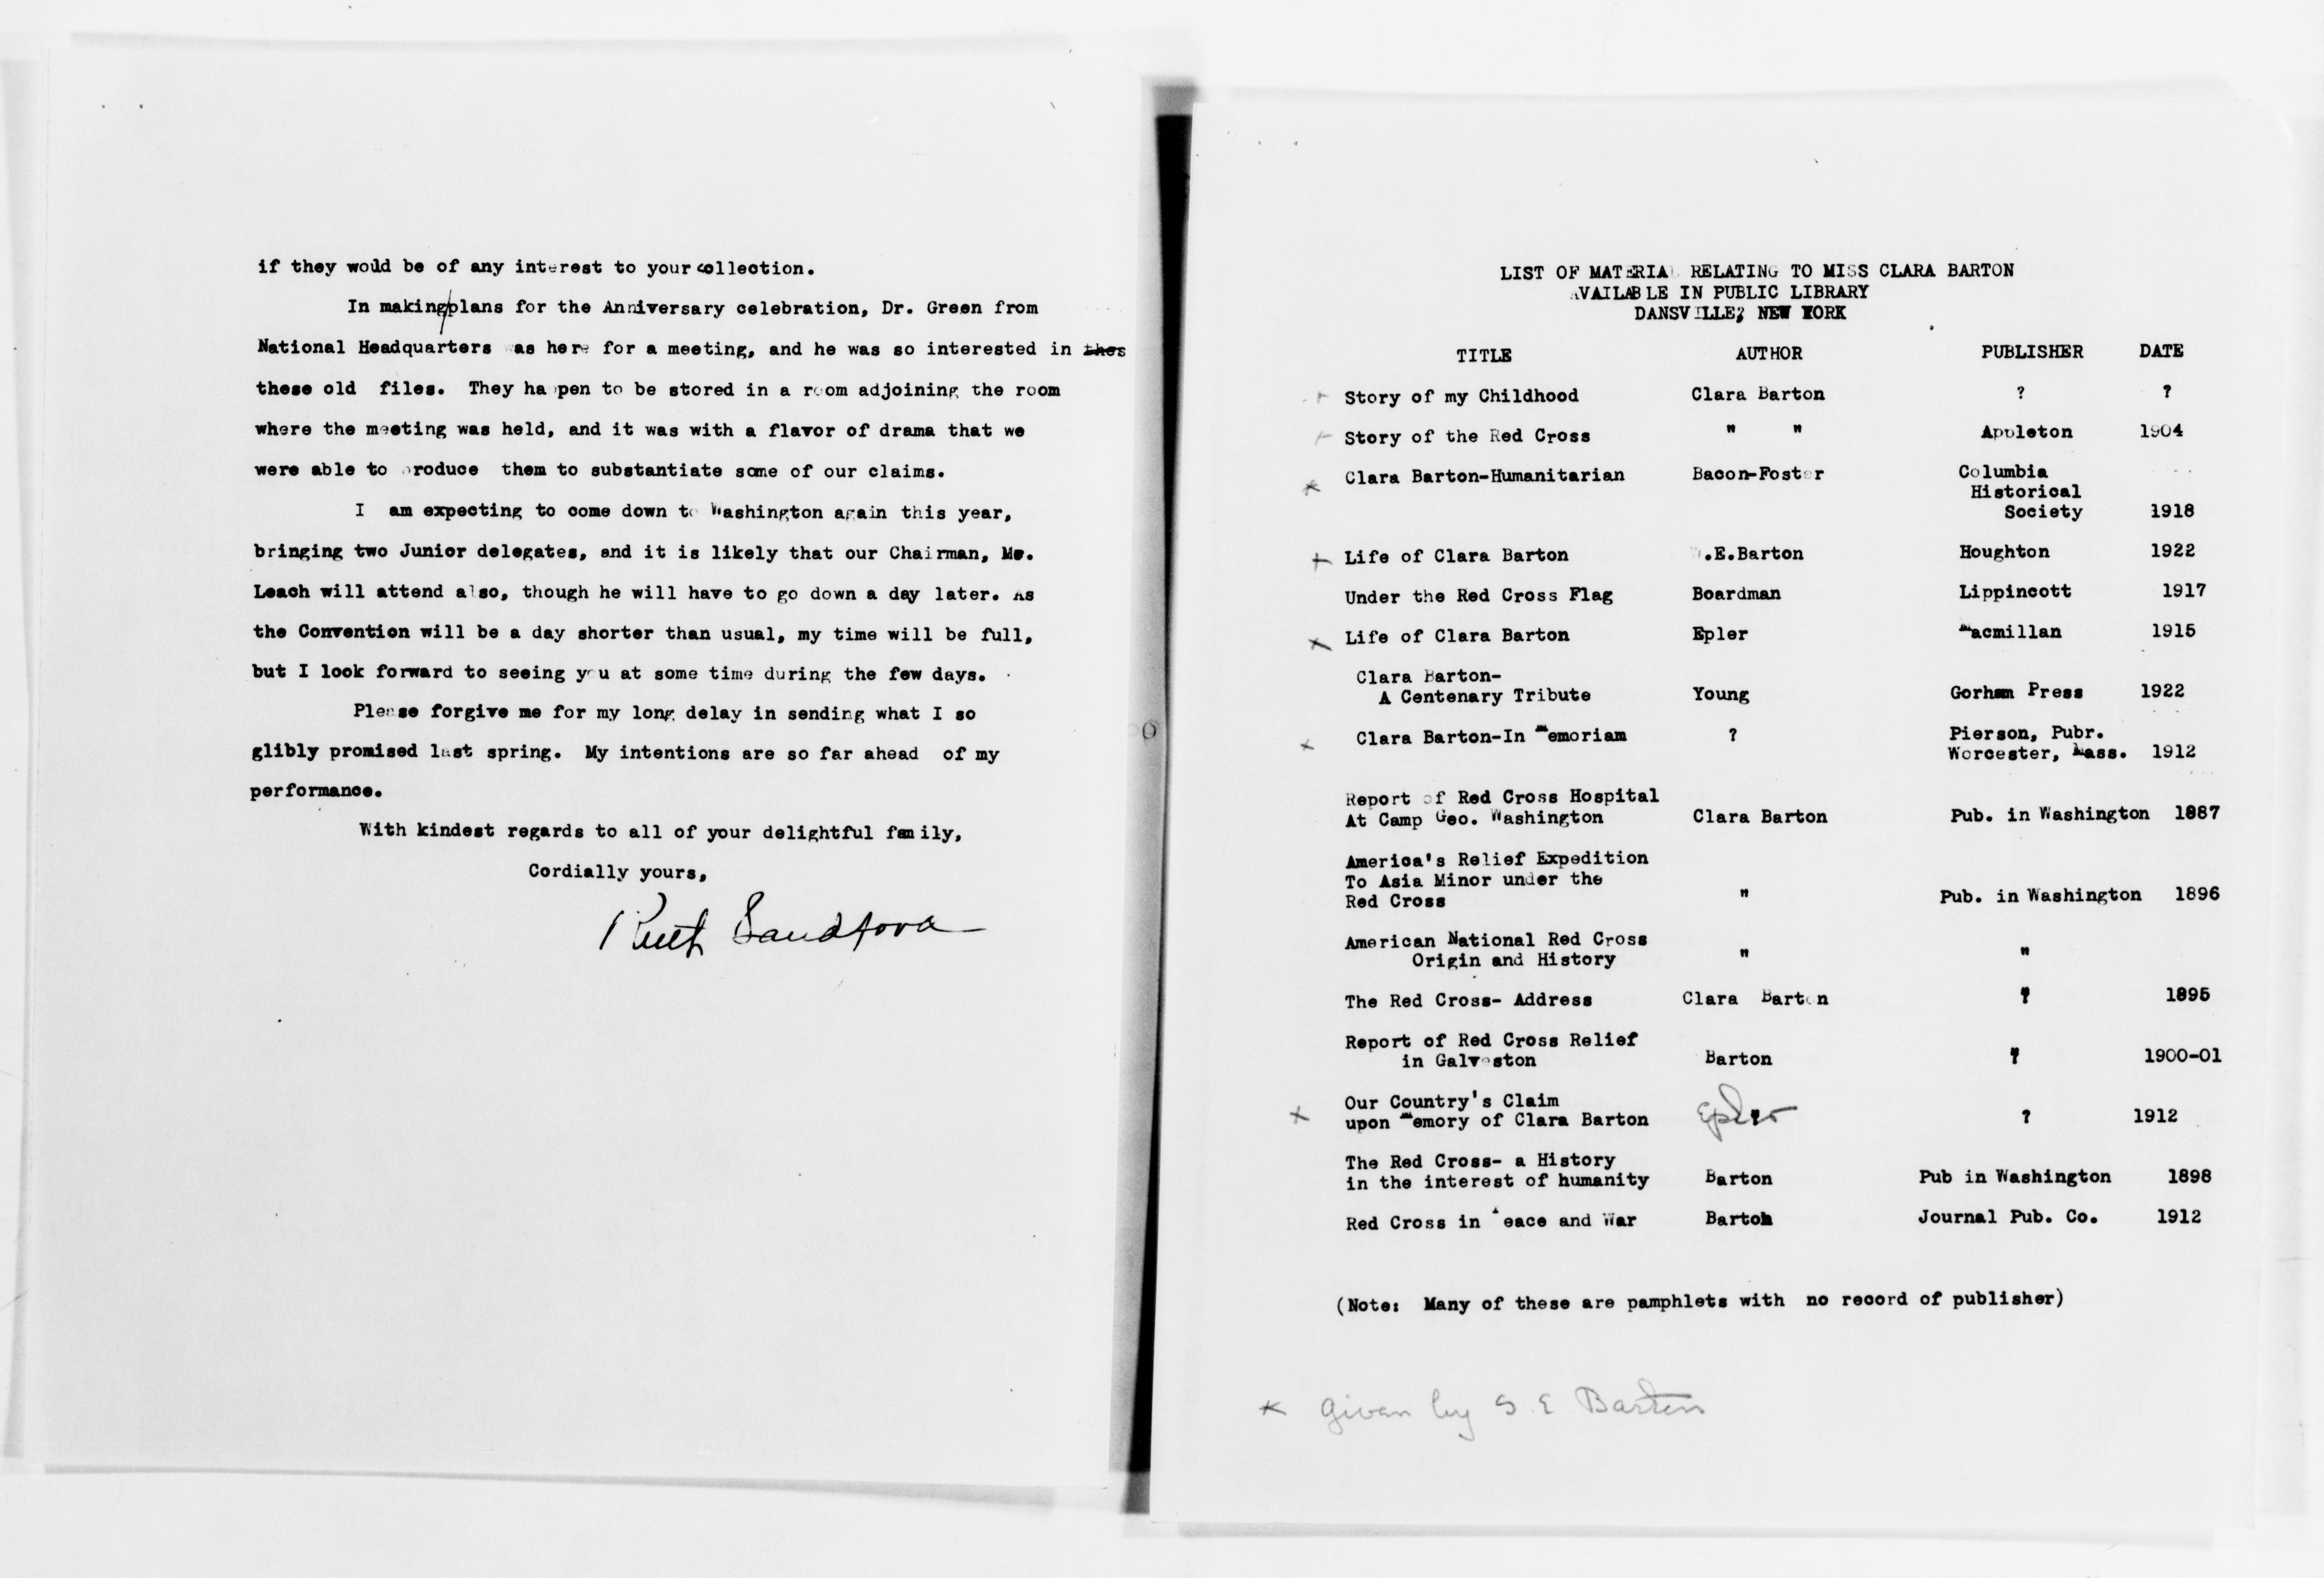 if they would be of any interest to your collection.
In making plans for the Anniversary celebration, Dr. Green from
National Headquarters was here for a meeting, and he was so interested in thes
these old files. They happen to be stored in a room adjoining the room
where the meeting was held, and it was with a flavor of drama that we
were able to produce them to substantiate some of our claims.
I am expecting to come down to Washington again this year,
bringing two Junior delegates, and it is likely that our Chairman, Mr.
Leach will attend also, though he will have to go down a day later. As
the Convention will be a day shorter than usual, my time will be full,
but I look forward to seeing you at some time during the few days.
Please forgive me for my long delay in sending what I so
glibly promised last spring. My intentions are so far ahead of my
performance.
With kindest regards to all of your delightful family,
Cordially yours,
Ruth Sandford
LIST OF MATERIAL RELATING TO MISS CLARA BARTON
AVAILABLE IN PUBLIC LIBRARY
DANSVILLE, NEW YORK
TITLE AUTHOR PUBLISHER DATE
x Story of my Childhood Clara Barton ? ?
x Story of the Red Cross " " Appleton 1904
x Clara Barton-Humanitarian Bacon-Foster Columbia
Historical
Society 1918
x Life of Clara Barton W.E.Barton Houghton 1922
Under the Red Cross Flag Boardman Lippincott 1917
x Life of Clara Barton Epler Macmillan 1915
Clara Barton-
A Centenary Tribute Young Gorham Press 1922
x Clara Barton-In Memoriam ? Pierson, Pubr.
Worcester, Mass. 1912
Report of Red Cross Hospital
At Camp Geo. Washington Clara Barton Pub. in Washington 1887
America's Relief Expedition
To Asia Minor under the
Red Cross " Pub. in Washington 1896
American National Red Cross
Origin and History " "
The Red Cross- Address Clara Barton ? 1895
Report of Red Cross Relief
in Galveston Barton ? 1900-01
x Our Country's Claim
upon Memory of Clara Barton Epler ? 1912
The Red Cross- a History
in the interest of humanity Barton Pub in Washington 1898
Red Cross in Peace and War Barton Journal Pub. Co. 1912
(Note: Many of these are pamphlets with no record of publisher)
x given by S E Barton